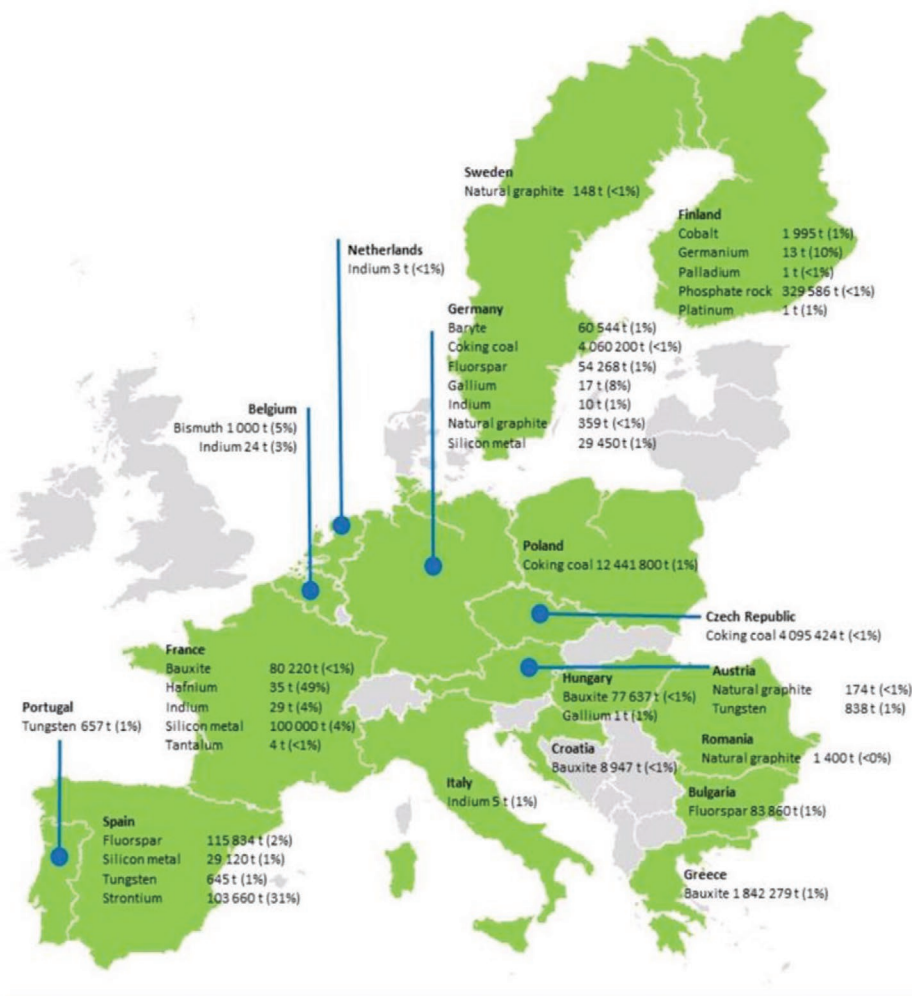 Sweden
Natural graphite 148 t (<1%)
Finland
Cobalt 1 995 t (1%)
Germanium 13 t (10%)
Palladium 1 t (<1%)
Phosphate rock 329 586 t (<1%)
Platinum 1 t (1%)
Netherlands
Indium 3 t (<1%)
Germany
Baryte 60 544 t (1%)
Coking coal 4 060 200 t (<1%)
Fluorspar 54 268 t (1%)
Gallium 17 t (8%)
Indium 10 t (1%)
Natural graphite 359 t (<1%)
Silicon metal 29 450 t (1%)
Belgium
Bismuth 1 000 t (5%)
Indium 24 t (3%)
Poland
Coking coal 12 441 800 t (1%)
Czech Republic
Coking coal 4 095 424 t (<1%)
France
Bauxite 80 220 t (<1%)
Hafnium 35 t (49%)
Indium 29 t (4%)
Silicon metal 100 000 t (4%)
Tantalum 4 t (<1%)
Austria
Natural graphite 174 t (<1%)
Tungsten 838 t (1%)
Hungary
Bauxite 77 637 t (<1%)
Gallium 1 t (1%)
Portugal
Tungsten 657 t (1%)
Romania
Natural graphite 1 400 t (<0%)
Croatia
Bauxite 8 947 t (<1%)
Italy
Indium 5 t (1%)
Bulgaria
Fluorspar 83 860 t (1%)
Spain
Fluorspar 115 834 t (2%)
Silicon metal 29 120 t (1%)
Tungsten 645 t (1%)
Strontium 103 660 t (31%)
Greece
Bauxite 1 842 279 t (1%)